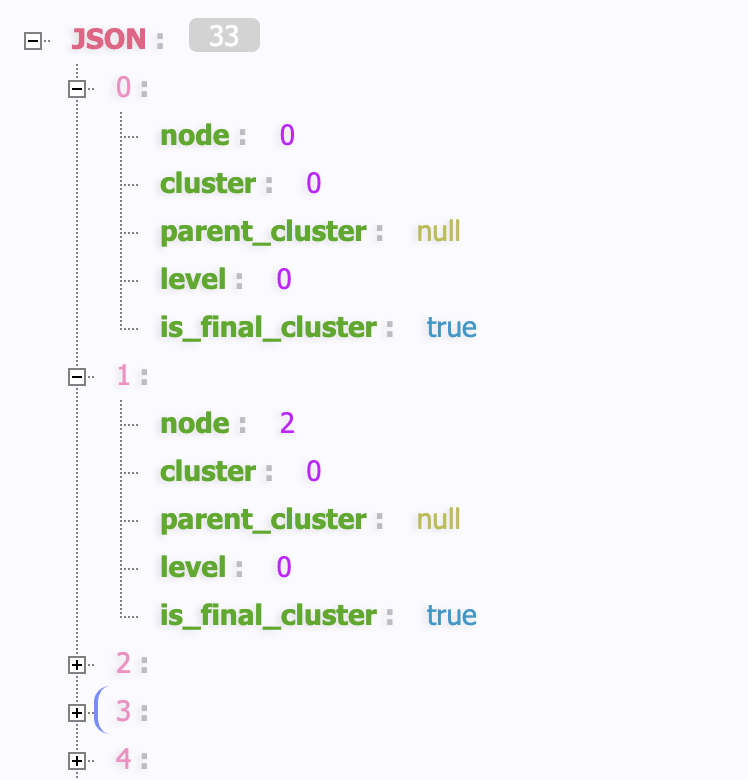 JSON : 33
0 :
node : 0
cluster : 0
parent_cluster : null
level : 0
is_final_cluster : true
1 :
node : 2
cluster : 0
parent_cluster : null
level : 0
is_final_cluster : true
2 :
3 :
4 :